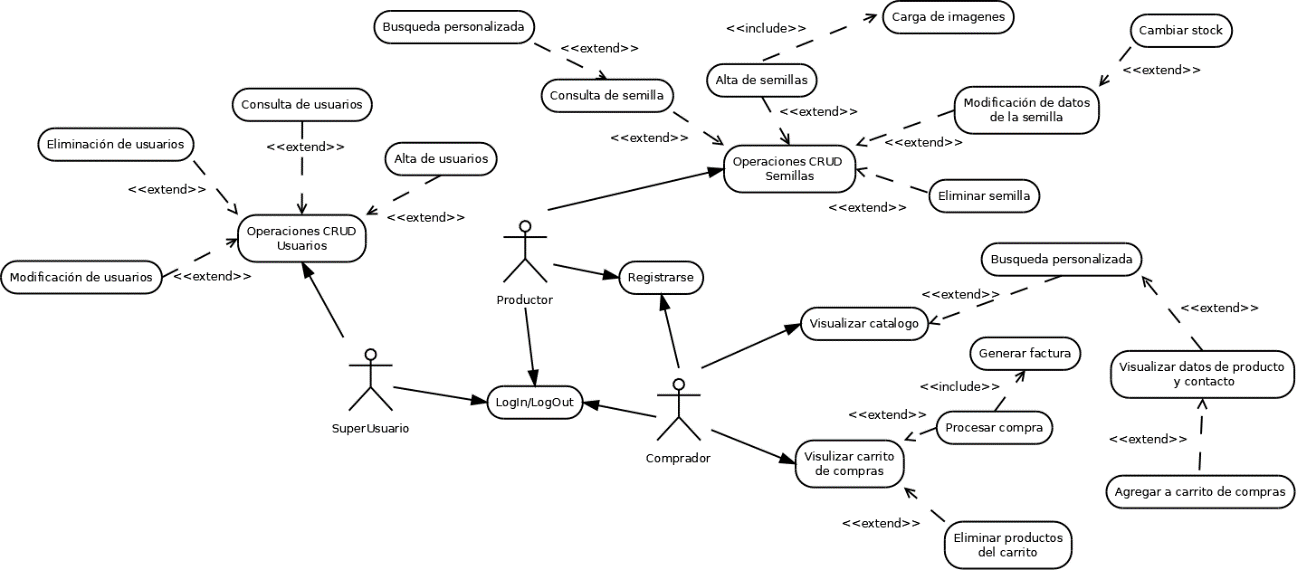 Busqueda personalizada
<<extend>>
Consulta de semilla
<<extend>>
<<include>>
Carga de imagenes
Alta de semillas
<<extend>>
Cambiar stock
<<extend>>
Modificación de datos
de la semilla
<<extend>>
Operaciones CRUD
Semillas
Eliminar semilla
<<extend>>
Consulta de usuarios
<<extend>>
Eliminación de usuarios
<<extend>>
Alta de usuarios
<<extend>>
Operaciones CRUD
Usuarios
Modificación de usuarios
<<extend>>
Productor
Registrarse
SuperUsuario
LogIn/LogOut
Comprador
Busqueda personalizada
<<extend>>
Visualizar catalogo
<<extend>>
Visualizar datos de producto
y contacto
<<extend>>
Agregar a carrito de compras
Generar factura
<<include>>
Procesar compra
<<extend>>
Visulizar carrito
de compras
<<extend>>
Eliminar productos
del carrito